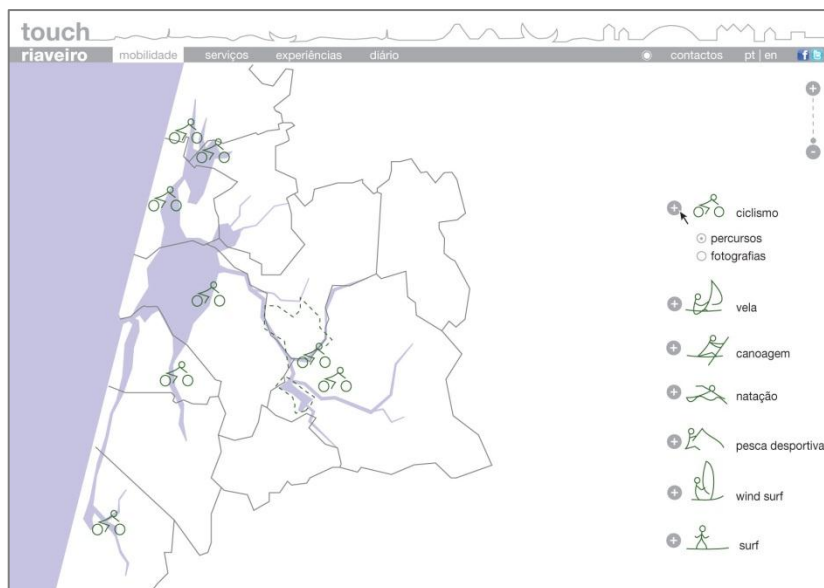 touch
riaveiro mobilidade serviços experiências diário contactos pt | en f
+
-
+ ciclismo
percursos
fotografias
+ vela
+ canoagem
+ natação
+ pesca desportiva
+ wind surf
+ surf